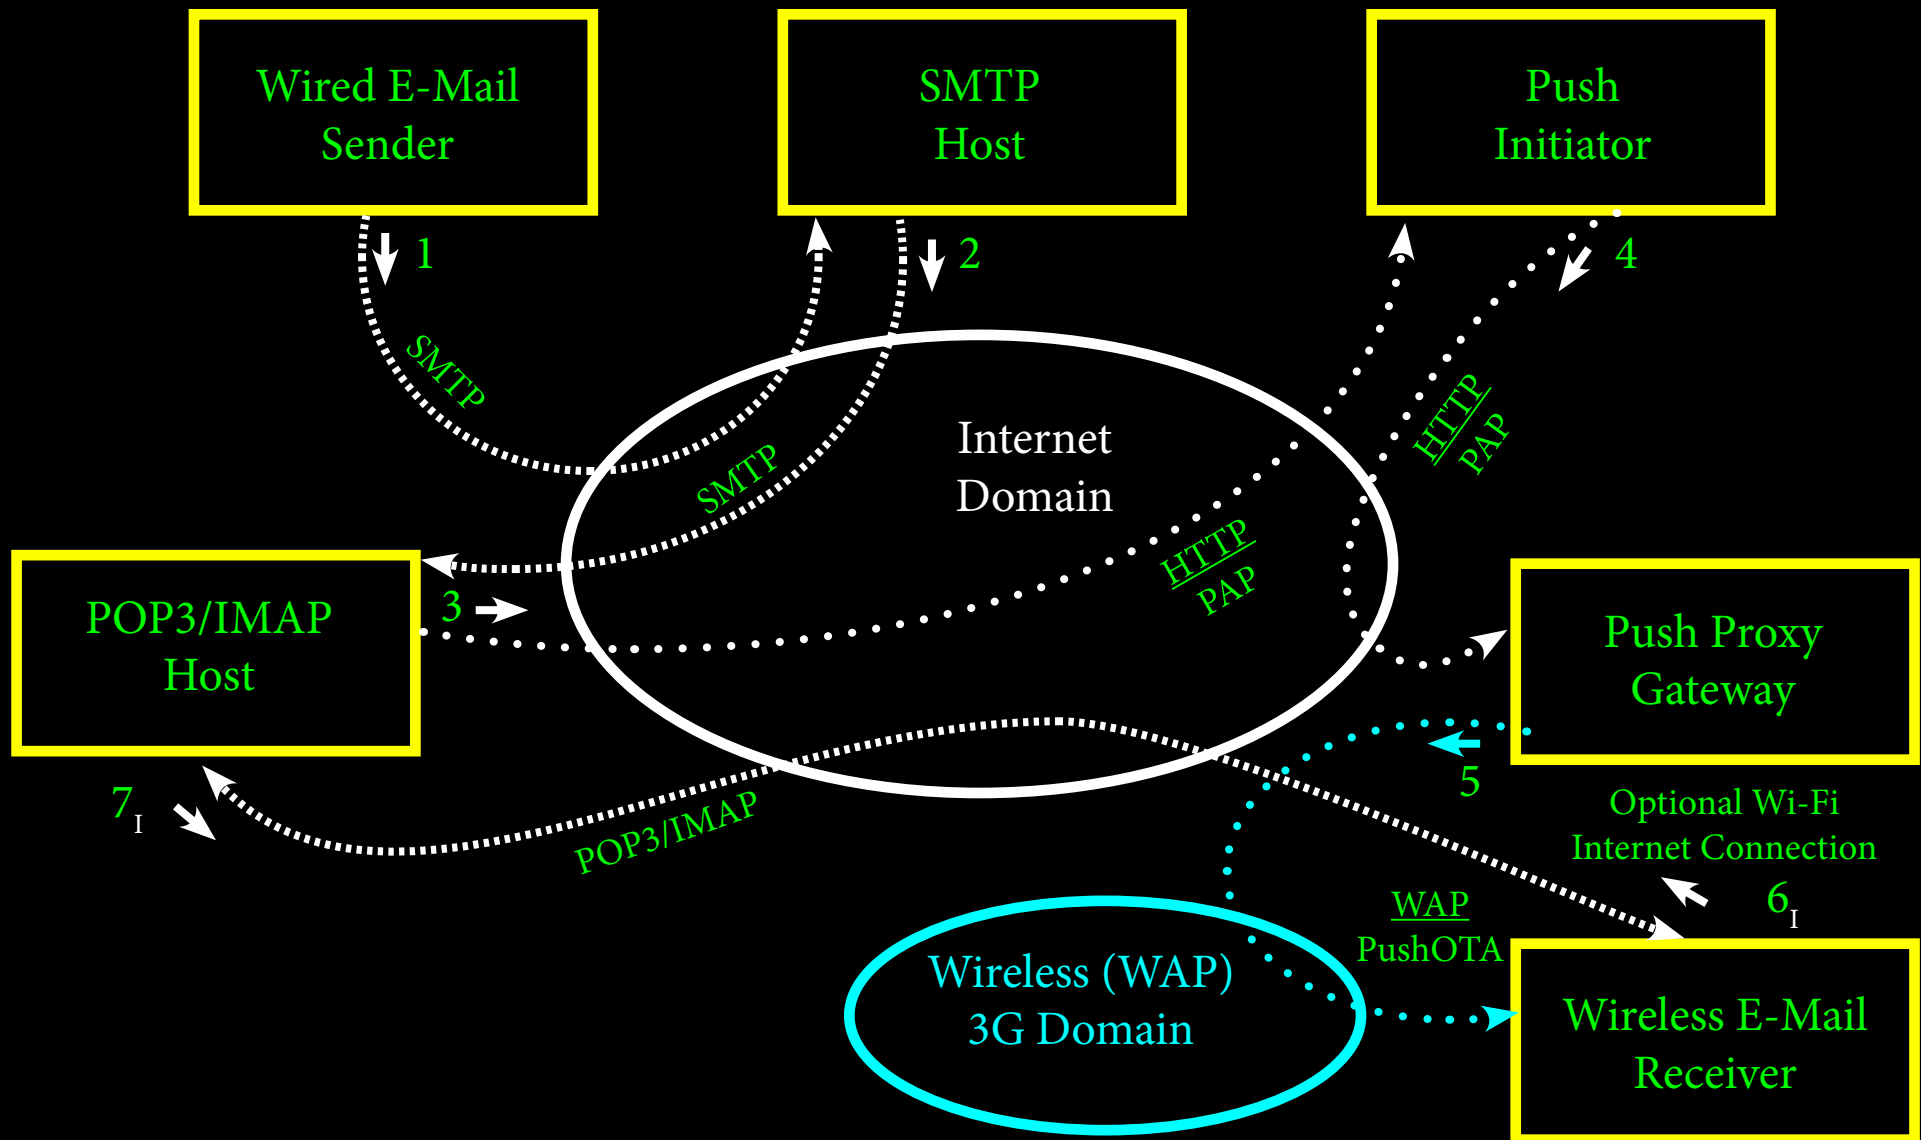 Wired E-Mail
Sender
SMTP
Host
Push
Initiator
1
2
4
SMTP
SMTP
Internet
Domain
HTTP
PAP
HTTP
PAP
POP3/IMAP
Host
3
Push Proxy
Gateway
5
7I
POP3/IMAP
Optional Wi-Fi
Internet Connection
6I
WAP
PushOTA
Wireless (WAP)
3G Domain
Wireless E-Mail
Receiver